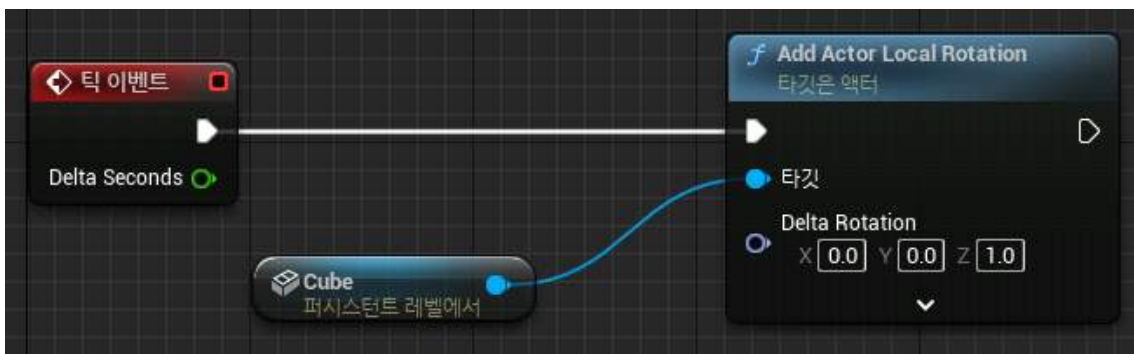 틱 이벤트
Delta Seconds
Cube
퍼시스턴트 레벨에서
f Add Actor Local Rotation
타깃은 액터
타깃
Delta Rotation
X 0.0 Y 0.0 Z 1.0